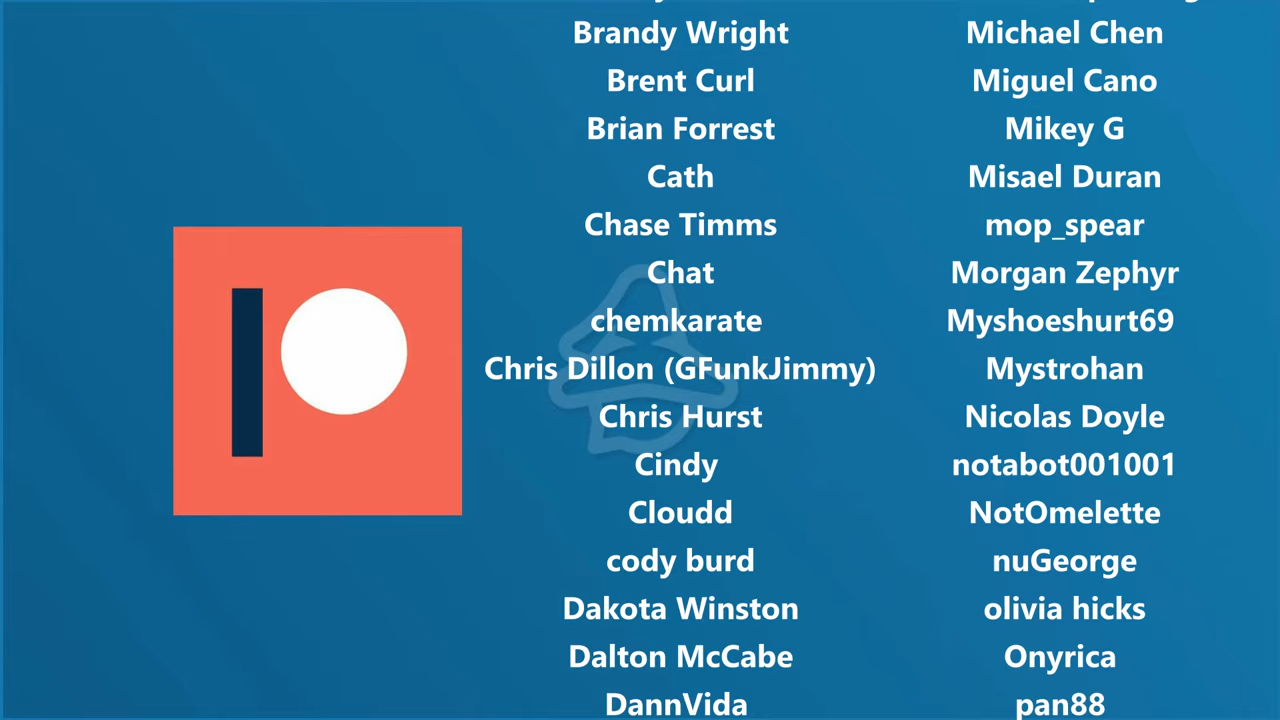 Brandy Wright
Brent Curl
Brian Forrest
Cath
Chase Timms
Chat
chemkarate
Chris Dillon (GFunkJimmy)
Chris Hurst
Cindy
Cloudd
cody burd
Dakota Winston
Dalton McCabe
DannVida
Michael Chen
Miguel Cano
Mikey G
Misael Duran
mop_spear
Morgan Zephyr
Myshoeshurt69
Mystrohan
Nicolas Doyle
notabot001001
NotOmelette
nuGeorge
olivia hicks
Onyrica
pan88